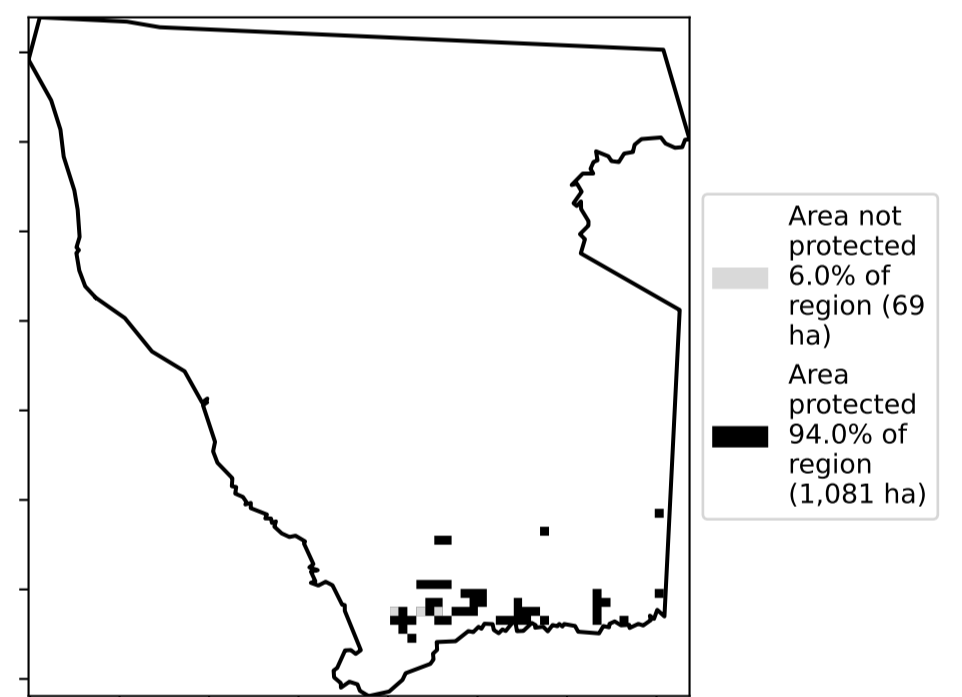 Area not
protected
6.0% of
region (69
ha)
Area
protected
94.0% of
region
(1,081 ha)